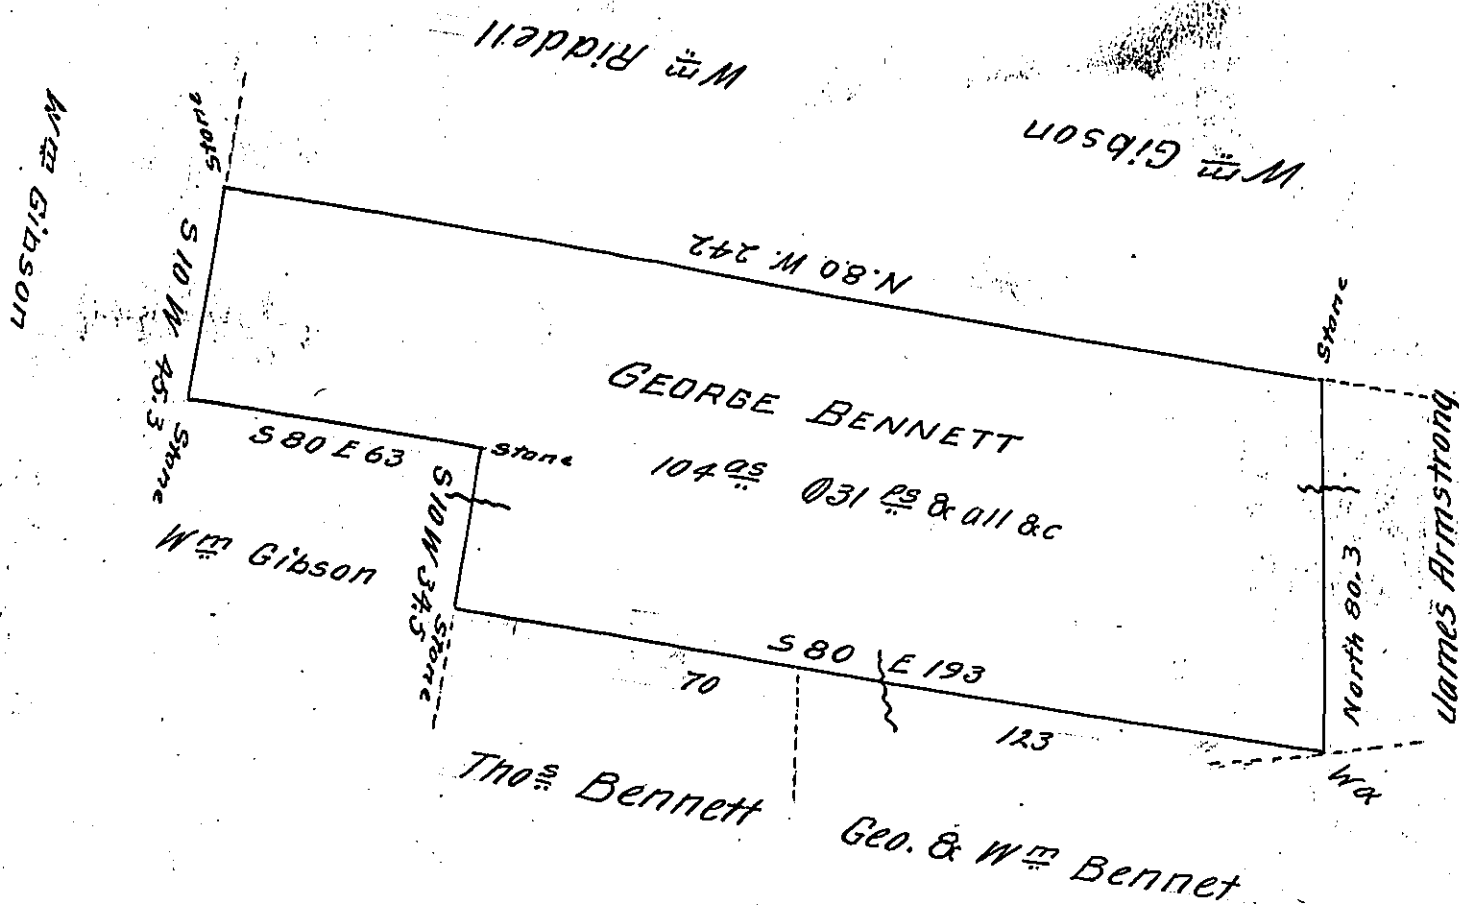 Wm Riddell
Wm Gibson
Wm Gibson
Stone
N. 80 W. 242
Stone
S 10 W 45.3
Stone
S 80 E 63
Stone
GEORGE BENNETT
104 as 031 ps & all &c
Wm Gibson
S 10 W 34.5
Stone
S 80 E 193
70
123
North 80.3
James Armstrong
Thos Bennett
Geo. & Wm Bennet